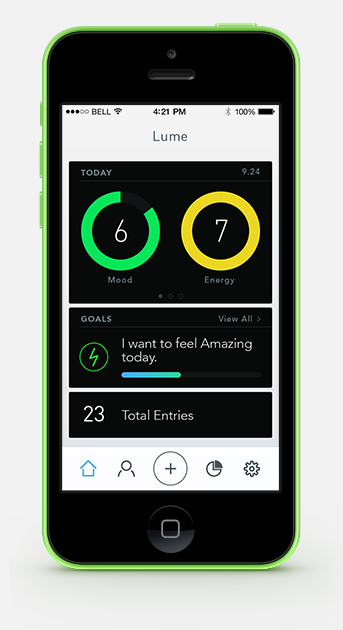 BELL 4:21 PM 100%
Lume
TODAY 9.24
6 7
Mood Energy
GOALS View All >
I want to feel Amazing
today.
23 Total Entries